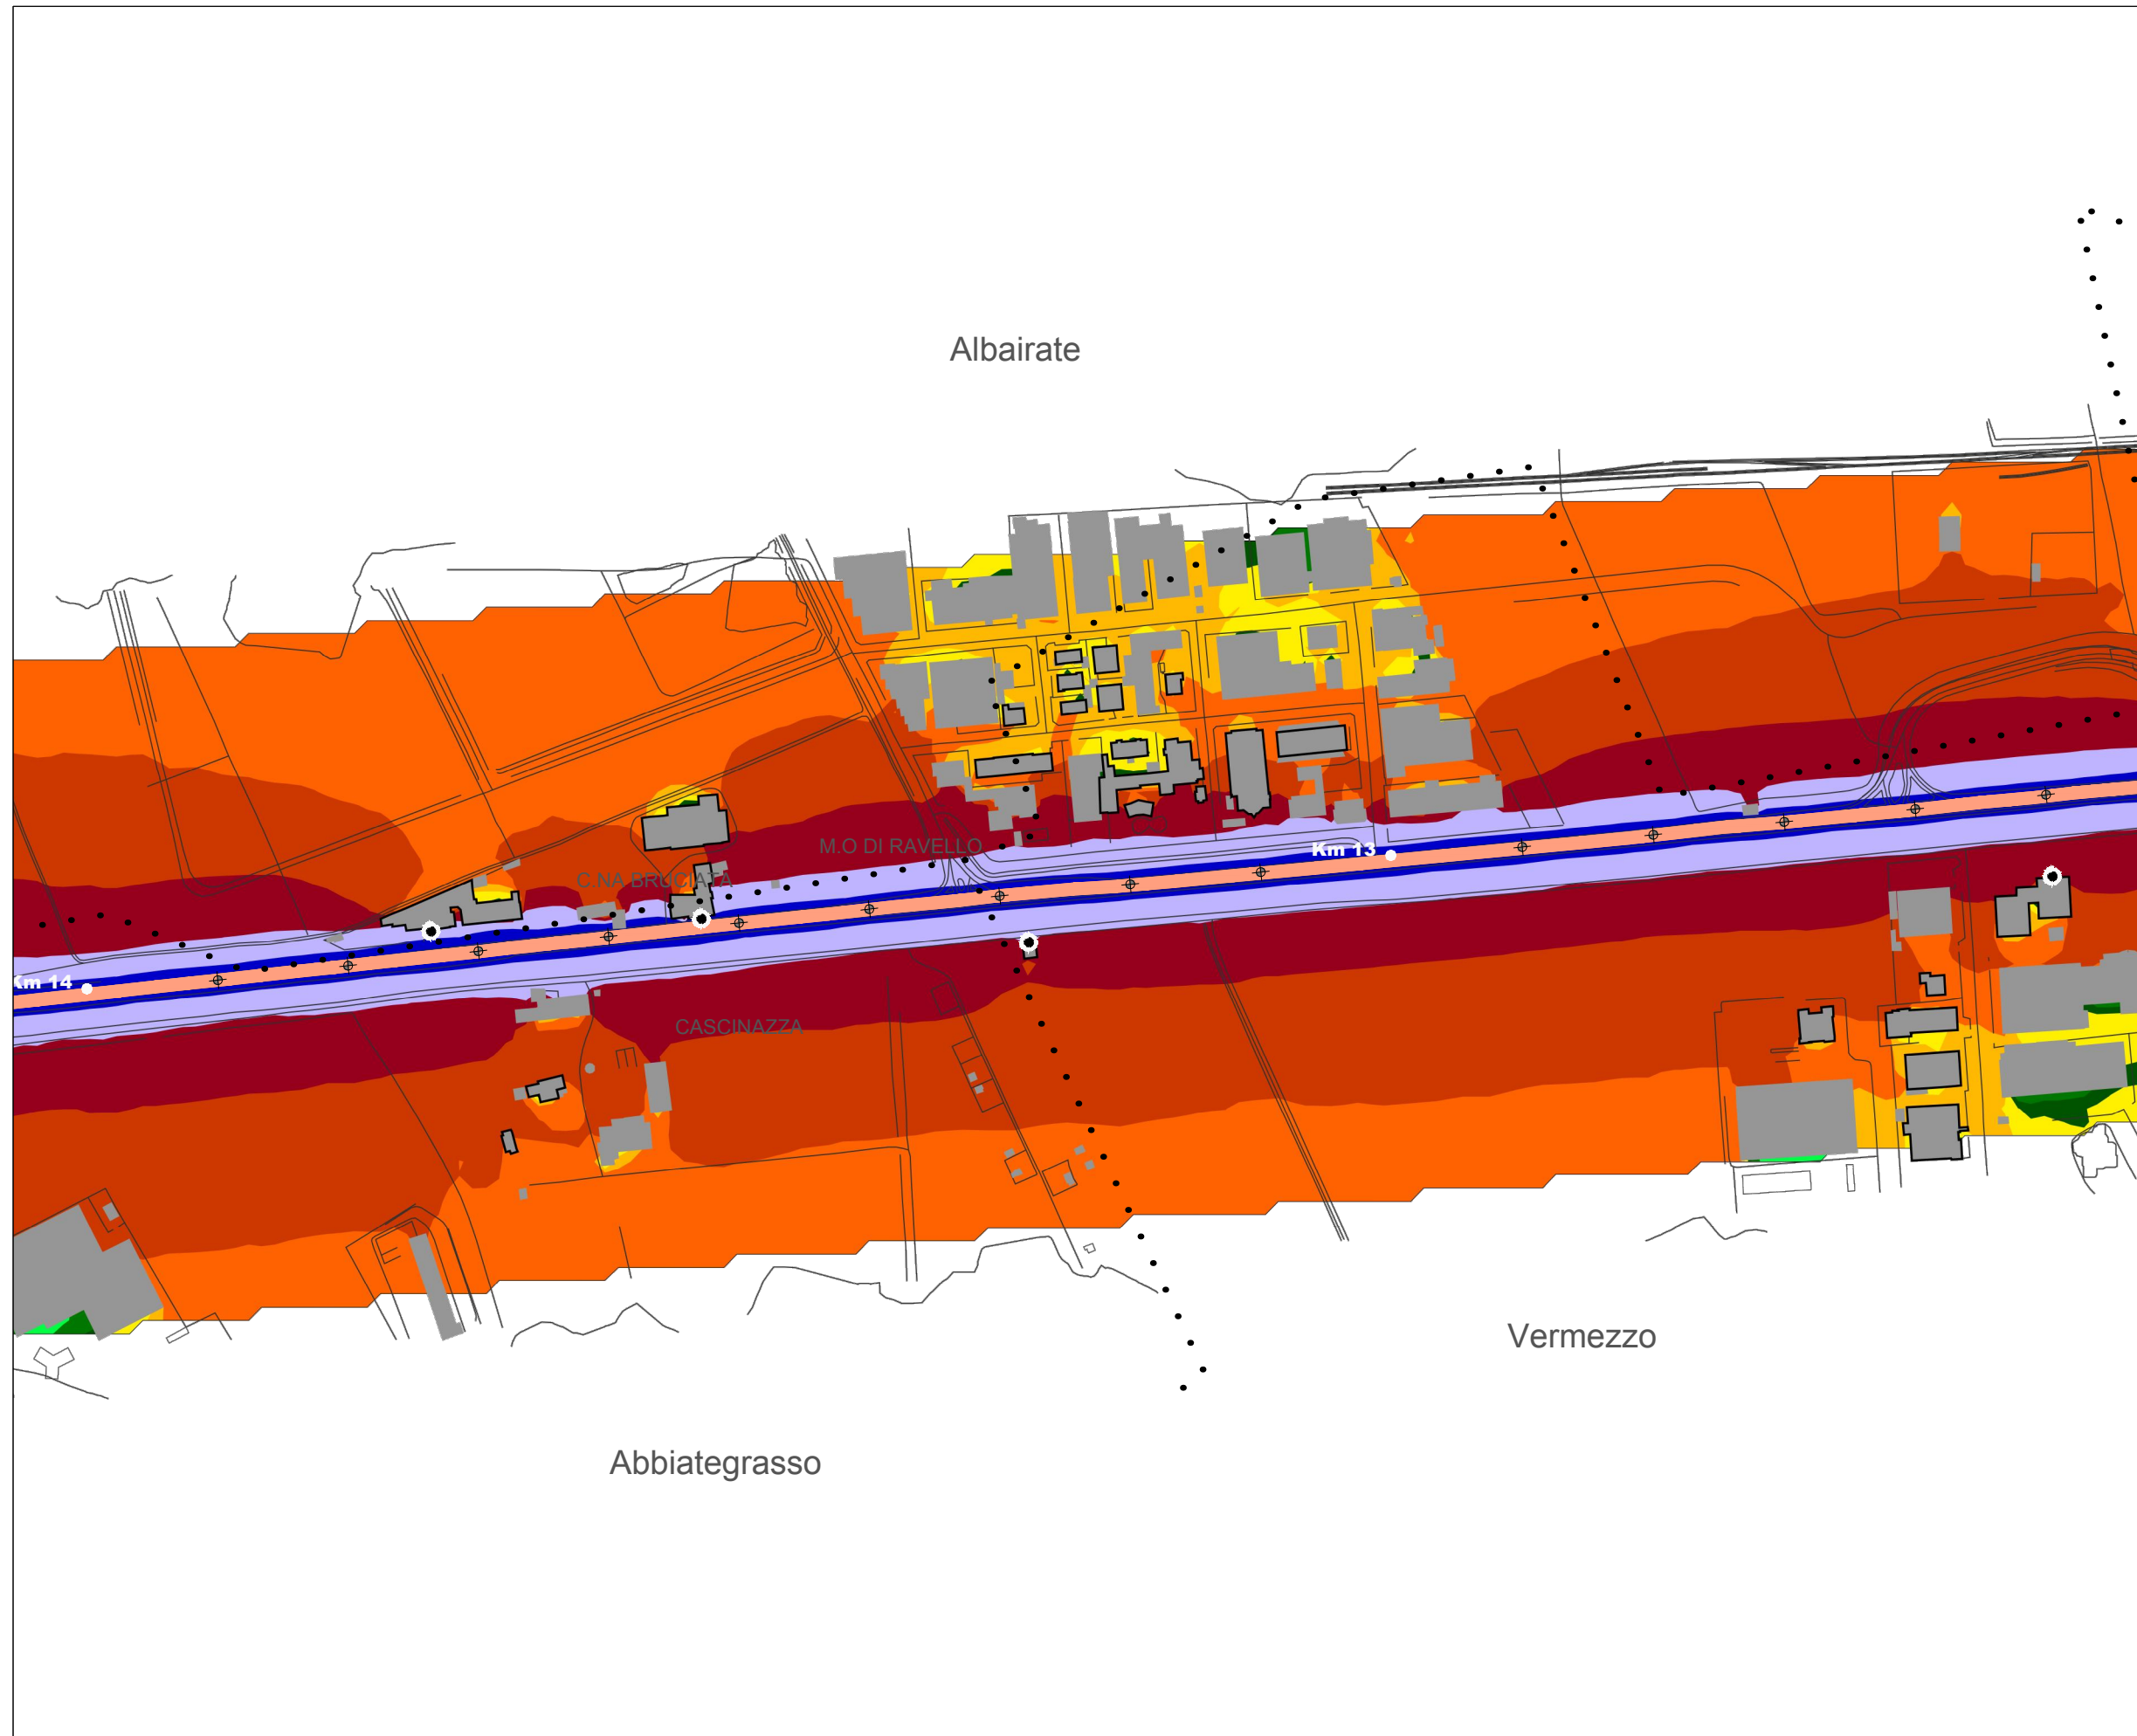 Albairate
M.O DI RAVELLO
Km 13
C.NA BRUCIATA
Km 14
CASCINAZZA
Vermezzo
Abbiategrasso